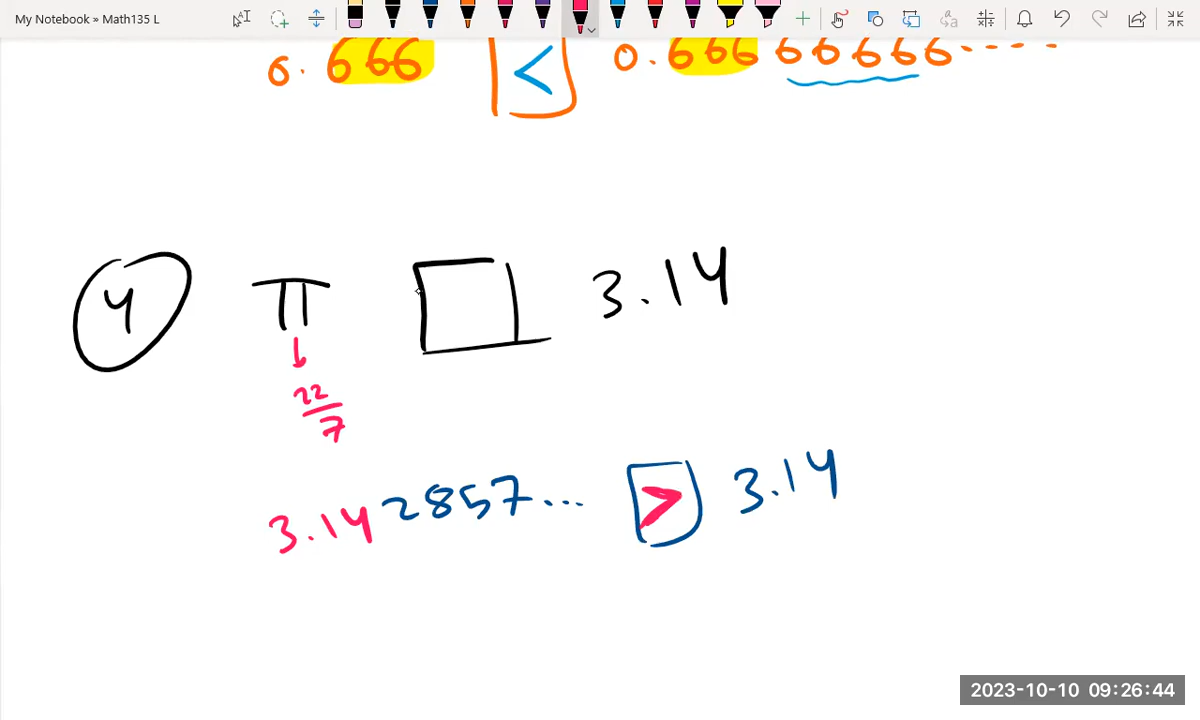 My Notebook » Math135 L
0.666 < 0.66666666.....
4 π □ 3.14
22/7
3.142857... > 3.14
2023-10-10 09:26:44